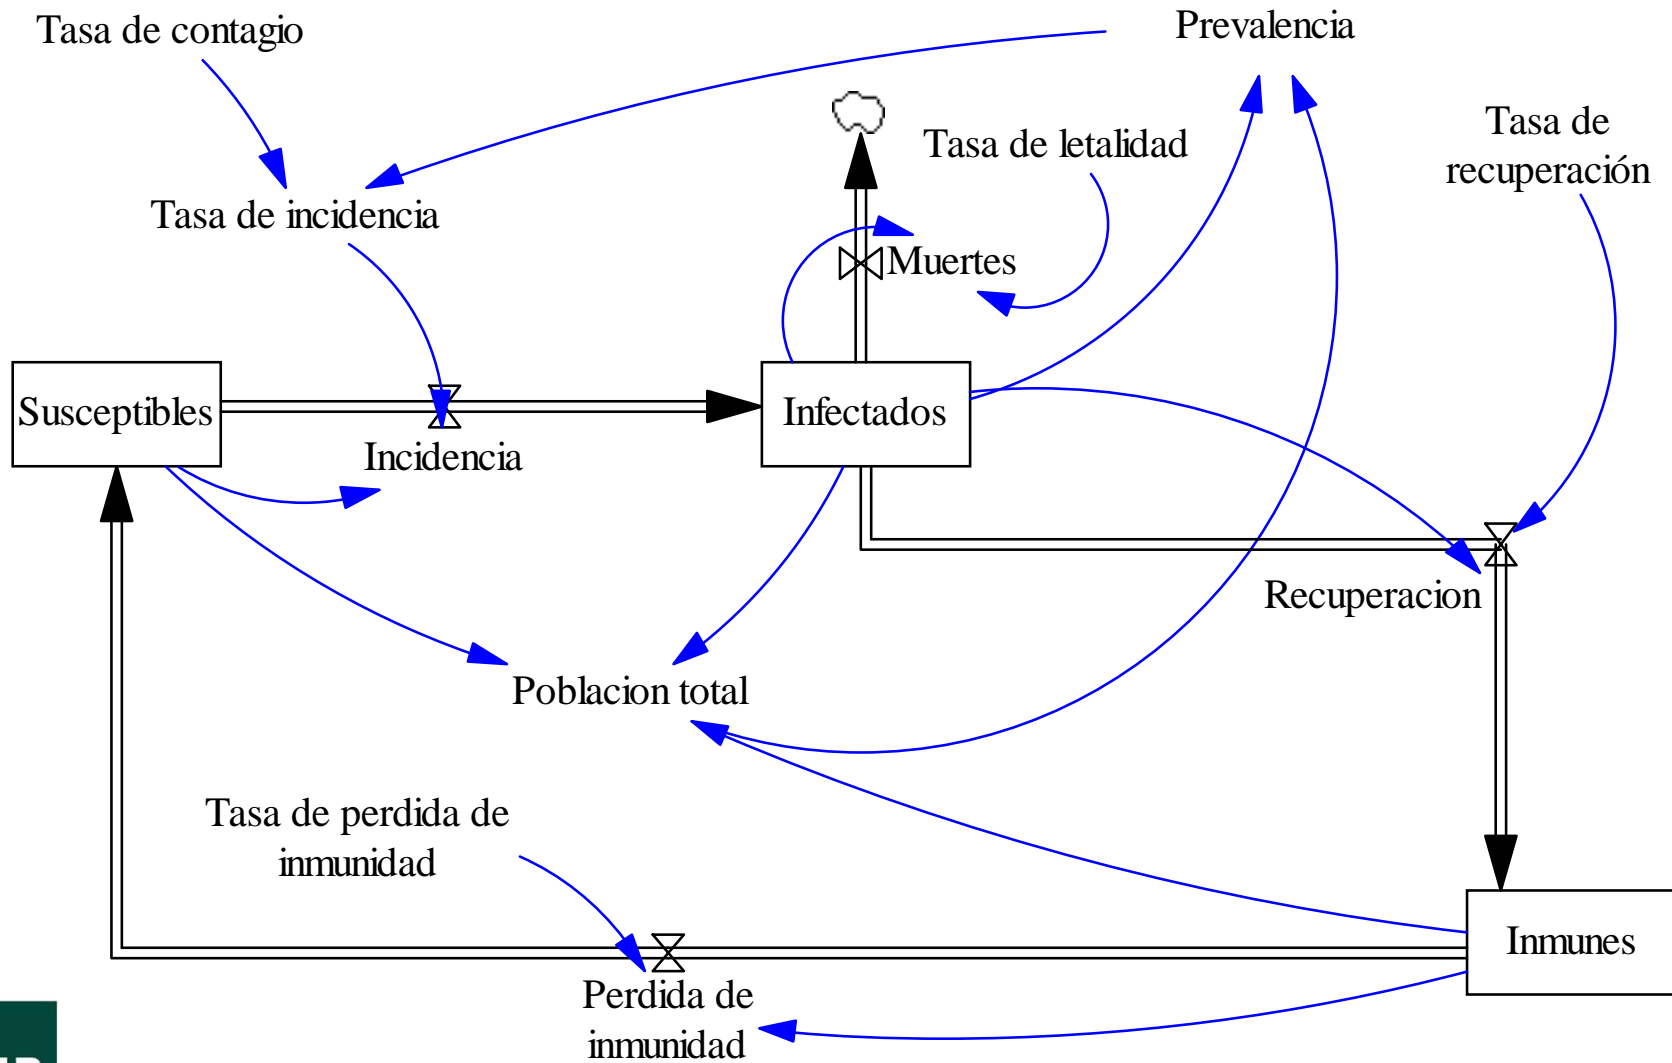 Tasa de contagio
Prevalencia
Tasa de letalidad
Tasa de
recuperación
Tasa de incidencia
Muertes
Susceptibles
Infectados
Incidencia
Recuperacion
Poblacion total
Tasa de perdida de
inmunidad
Inmunes
Perdida de
inmunidad